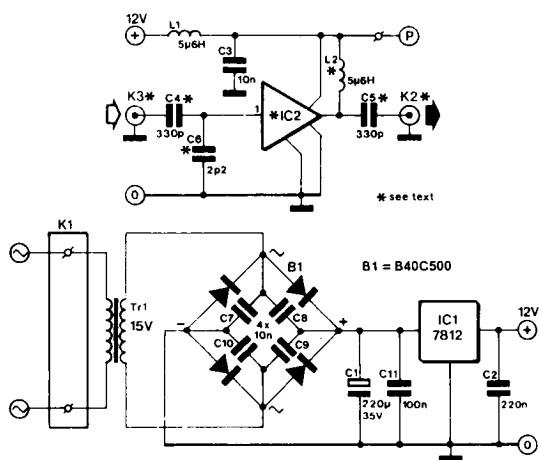 12V
L1
5µ6H
P
C3
10n
L2
*
5µ6H
K3*
C4*
330p
1
*IC2
C5*
330p
K2*
C6
*
2p2
0
* see text
K1
B1
B1 = B40C500
Tr1
15V
C7
C8
4x
10n
C10
C9
IC1
7812
12V
C1
220µ
35V
C11
100n
C2
220n
0